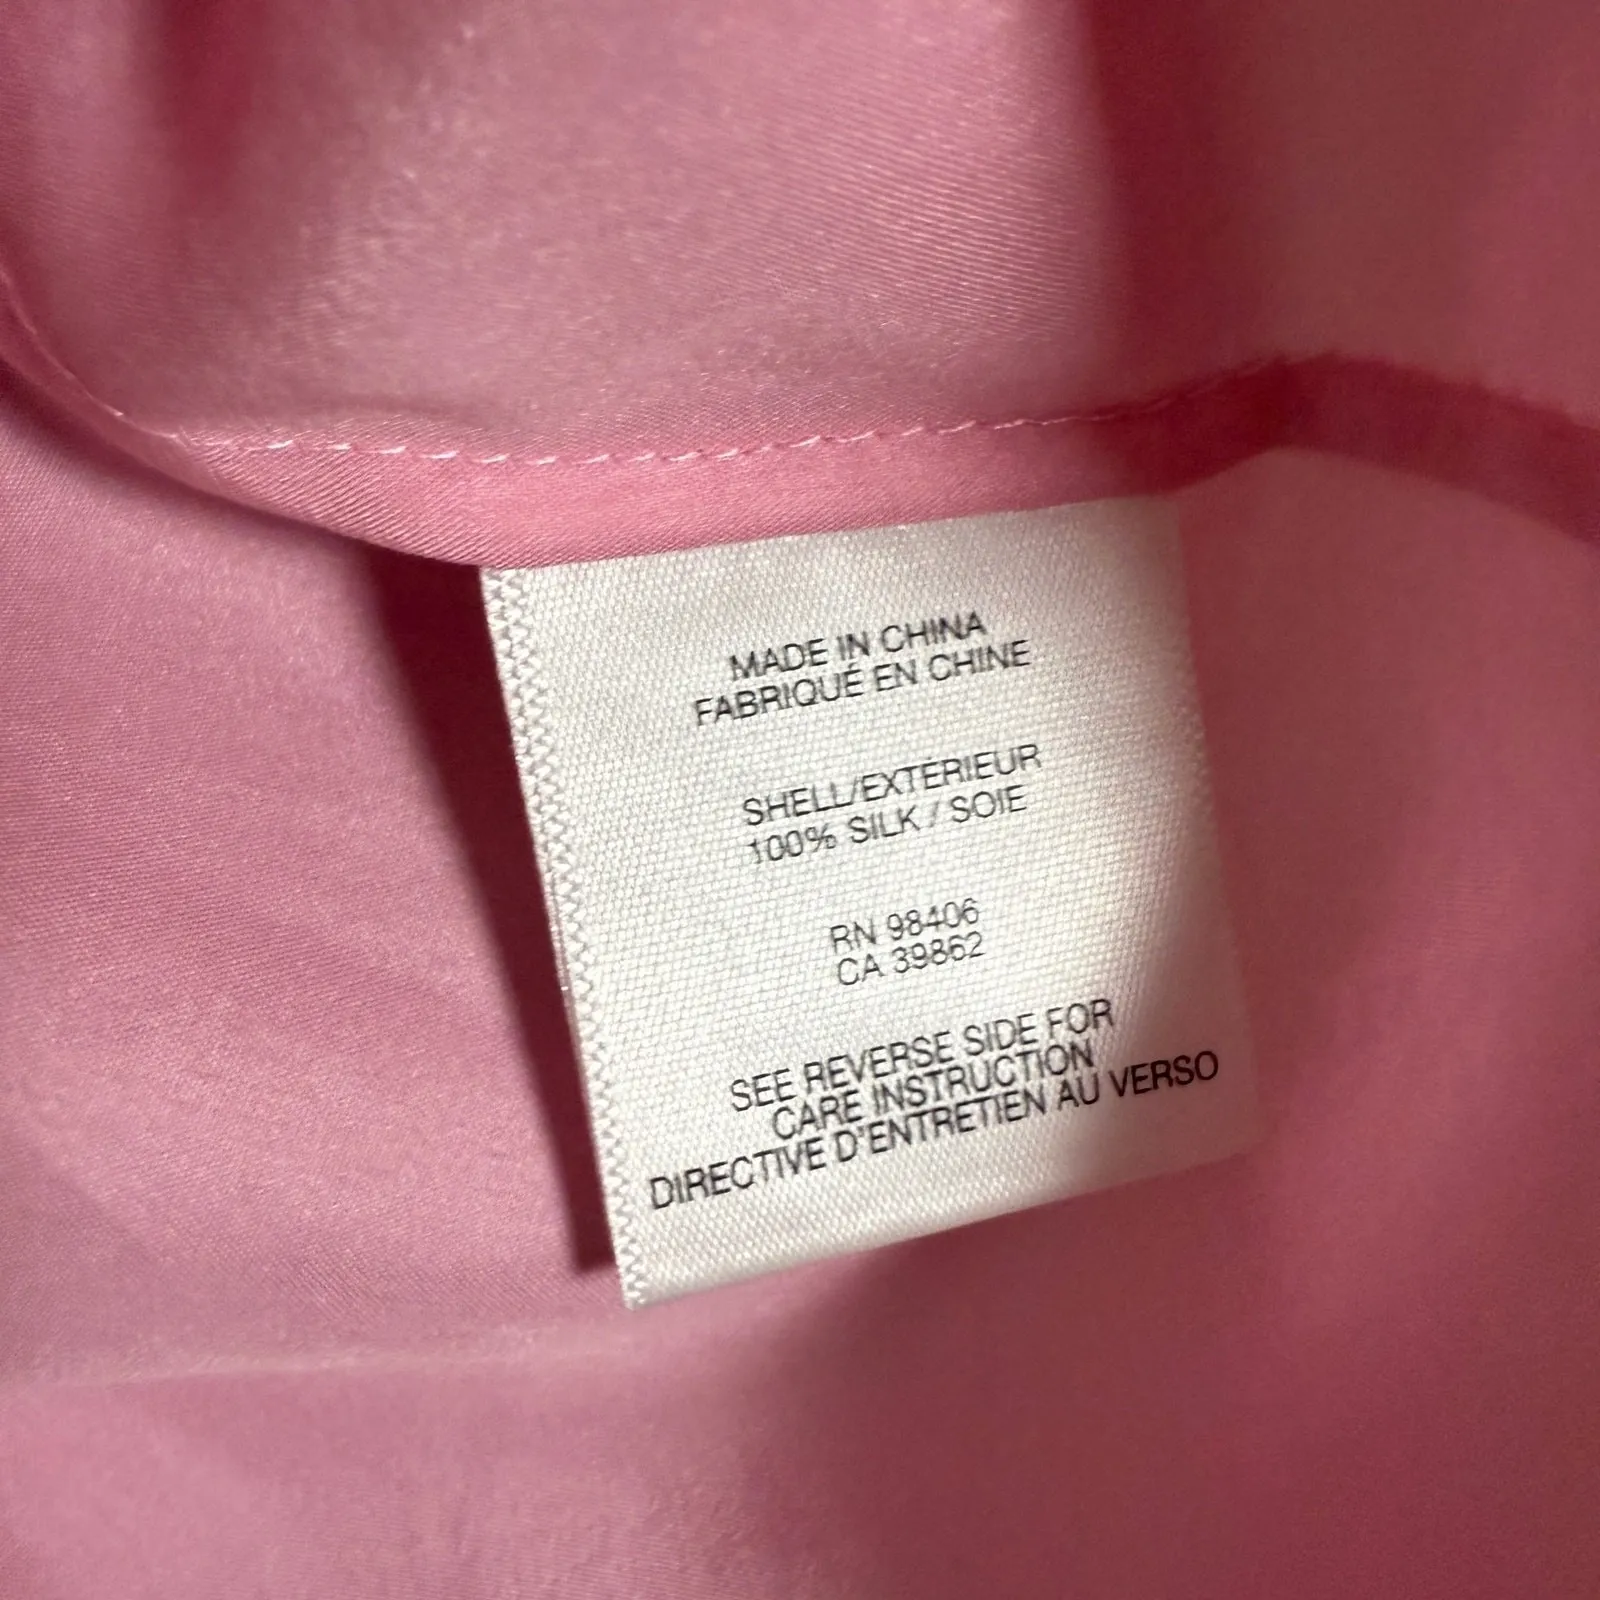 MADE IN CHINA
FABRIQUÉ EN CHINE
SHELL/EXTÉRIEUR
100% SILK / SOIE
RN 98406
CA 39862
SEE REVERSE SIDE FOR
CARE INSTRUCTION
DIRECTIVE D'ENTRETIEN AU VERSO